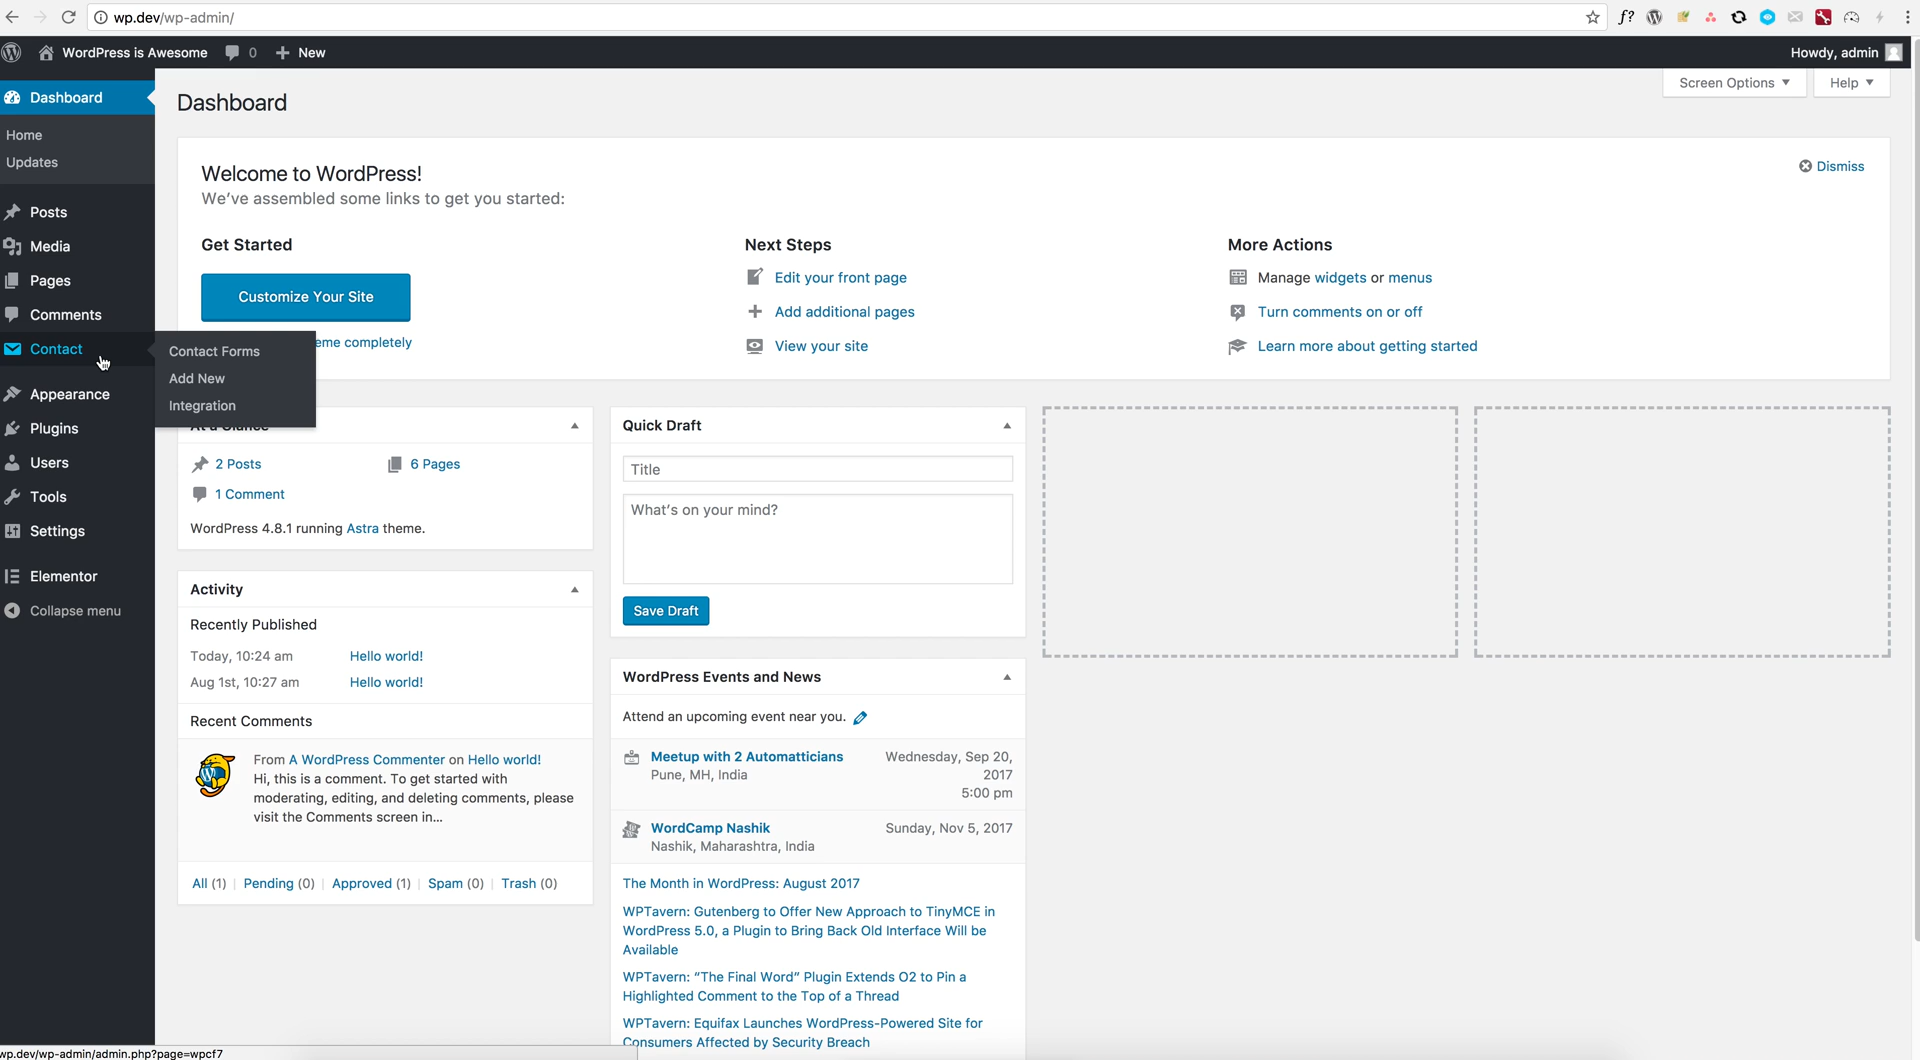 wp.dev/wp-admin/
f?
WordPress is Awesome 0 New
Howdy, admin
Dashboard
Home
Updates
Posts
Media
Pages
Comments
Contact
Appearance
Plugins
Users
Tools
Settings
Elementor
Collapse menu
Contact Forms
Add New
Integration
Dashboard
Screen Options
Help
Welcome to WordPress!
We've assembled some links to get you started:
Dismiss
Get Started
Customize Your Site
eme completely
Next Steps
Edit your front page
Add additional pages
View your site
More Actions
Manage widgets or menus
Turn comments on or off
Learn more about getting started
At a Glance
2 Posts
6 Pages
1 Comment
WordPress 4.8.1 running Astra theme.
Activity
Recently Published
Today, 10:24 am Hello world!
Aug 1st, 10:27 am Hello world!
Recent Comments
From A WordPress Commenter on Hello world!
Hi, this is a comment. To get started with
moderating, editing, and deleting comments, please
visit the Comments screen in...
All (1) | Pending (0) | Approved (1) | Spam (0) | Trash (0)
Quick Draft
Title
What's on your mind?
Save Draft
WordPress Events and News
Attend an upcoming event near you.
Meetup with 2 Automatticians
Pune, MH, India
Wednesday, Sep 20,
2017
5:00 pm
WordCamp Nashik
Nashik, Maharashtra, India
Sunday, Nov 5, 2017
The Month in WordPress: August 2017
WPTavern: Gutenberg to Offer New Approach to TinyMCE in
WordPress 5.0, a Plugin to Bring Back Old Interface Will be
Available
WPTavern: “The Final Word” Plugin Extends O2 to Pin a
Highlighted Comment to the Top of a Thread
WPTavern: Equifax Launches WordPress-Powered Site for
Consumers Affected by Security Breach
wp.dev/wp-admin/admin.php?page=wpcf7